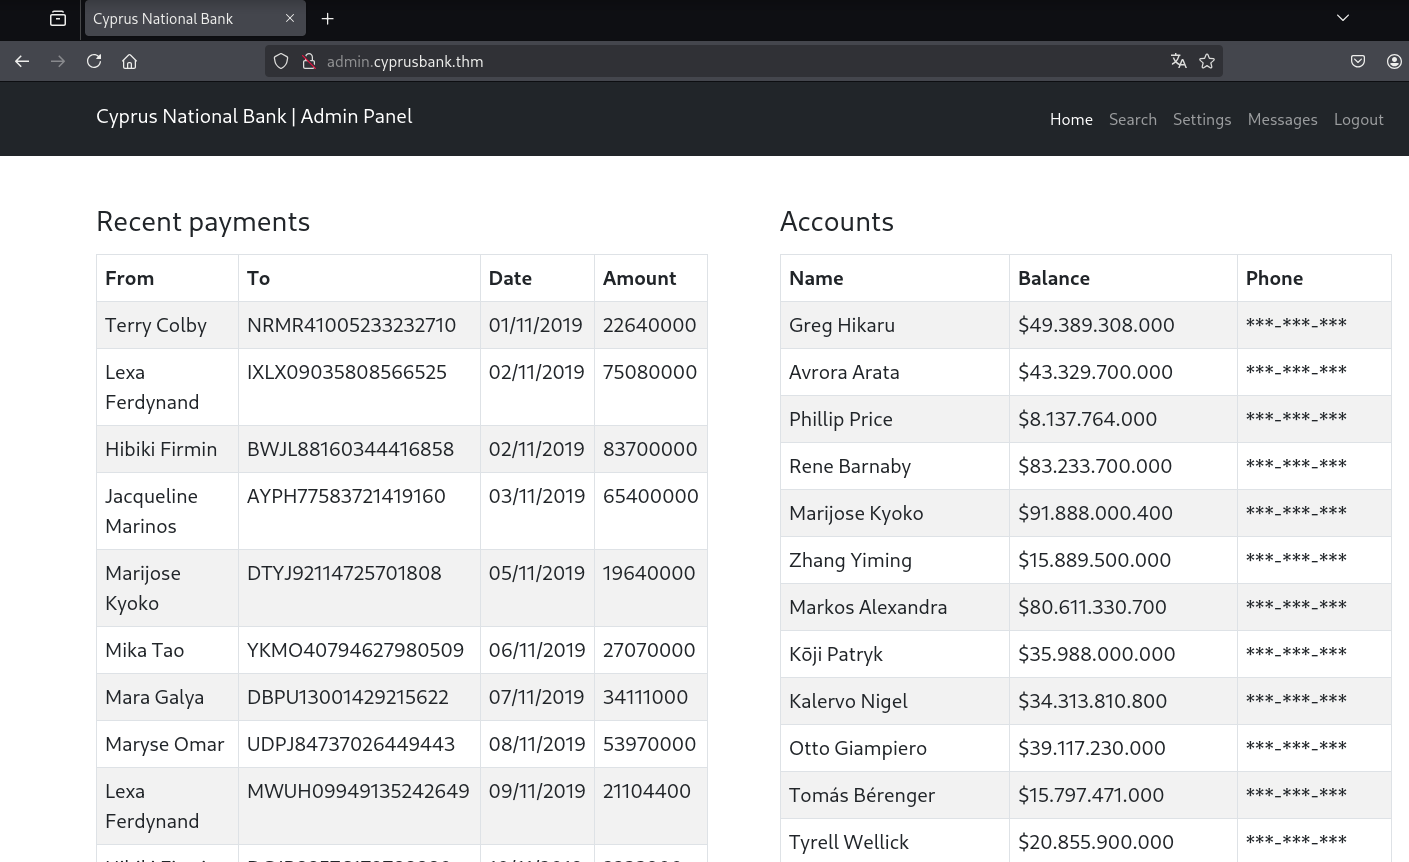 Cyprus National Bank
admin.cyprusbank.thm
Cyprus National Bank | Admin Panel
Home Search Settings Messages Logout
Recent payments
From To Date Amount
Terry Colby NRMR41005233232710 01/11/2019 22640000
Lexa IXLX09035808566525 02/11/2019 75080000
Ferdynand
Hibiki Firmin BWJL88160344416858 02/11/2019 83700000
Jacqueline AYPH77583721419160 03/11/2019 65400000
Marinos
Marijose DTYJ92114725701808 05/11/2019 19640000
Kyoko
Mika Tao YKMO40794627980509 06/11/2019 27070000
Mara Galya DBPU13001429215622 07/11/2019 34111000
Maryse Omar UDPJ84737026449443 08/11/2019 53970000
Lexa MWUH09949135242649 09/11/2019 21104400
Ferdynand
Accounts
Name Balance Phone
Greg Hikaru $49.389.308.000 ***-***-***
Avrora Arata $43.329.700.000 ***-***-***
Phillip Price $8.137.764.000 ***-***-***
Rene Barnaby $83.233.700.000 ***-***-***
Marijose Kyoko $91.888.000.400 ***-***-***
Zhang Yiming $15.889.500.000 ***-***-***
Markos Alexandra $80.611.330.700 ***-***-***
Kōji Patryk $35.988.000.000 ***-***-***
Kalervo Nigel $34.313.810.800 ***-***-***
Otto Giampiero $39.117.230.000 ***-***-***
Tomás Bérenger $15.797.471.000 ***-***-***
Tyrell Wellick $20.855.900.000 ***-***-***